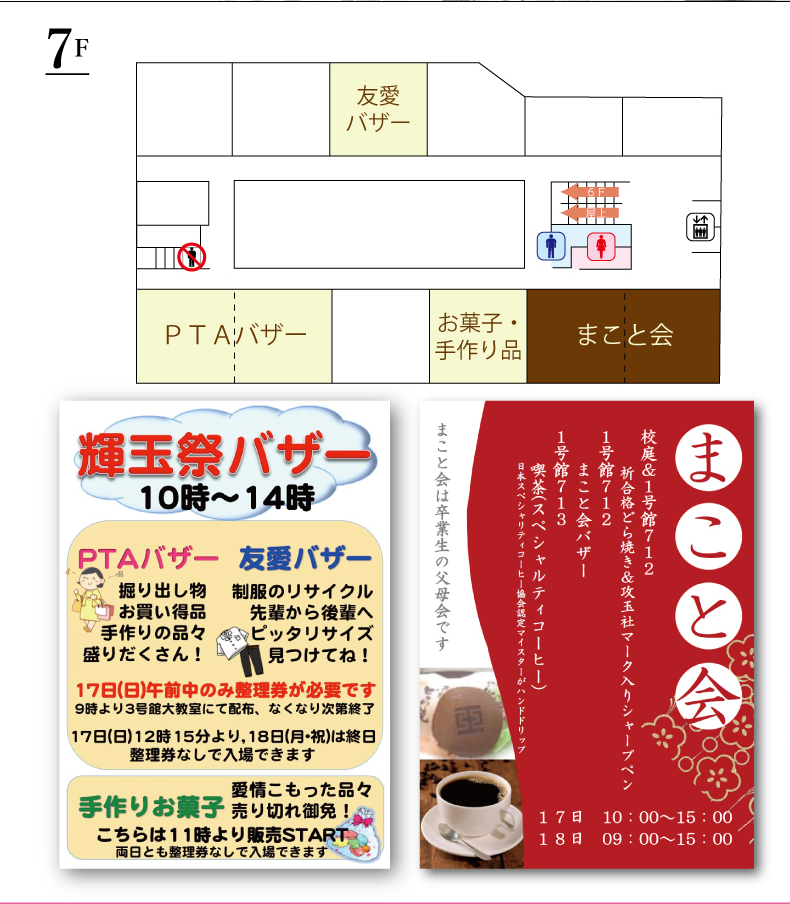 7F
友愛
バザー
6F
屋上
PTAバザー
お菓子・
手作り品
まこと会
輝玉祭バザー
10時～14時
PTAバザー
掘り出し物
お買い得品
手作りの品々
盛りだくさん！
友愛バザー
制服のリサイクル
先輩から後輩へ
ピッタリサイズ
見つけてね！
17日(日)午前中のみ整理券が必要です
9時より3号館大教室にて配布、なくなり次第終了
17日(日)12時15分より,18日(月・祝)は終日
整理券なしで入場できます
手作りお菓子
愛情こもった品々
売り切れ御免！
こちらは11時より販売START
両日とも整理券なしで入場できます
まこと会
校庭&1号館712
祈合格どら焼き&攻玉社マーク入りシャープペン
1号館712
まこと会バザー
1号館713
喫茶(スペシャルティコーヒー)
日本スペシャリティコーヒー協会認定マイスターがハンドドリップ
まこと会は卒業生の父母会です
17日 10：00～15：00
18日 09：00～15：00